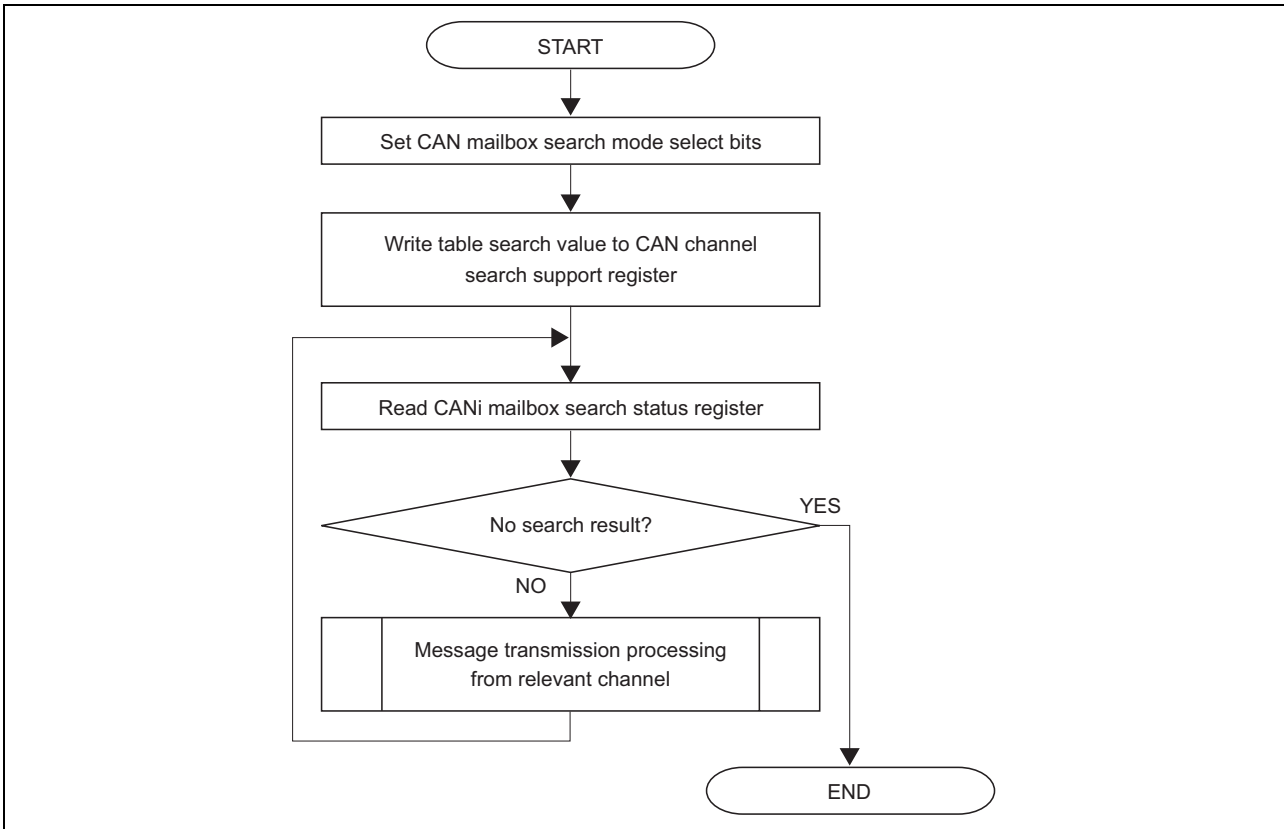 START
Set CAN mailbox search mode select bits
Write table search value to CAN channel
search support register
Read CANi mailbox search status register
YES
No search result?
NO
Message transmission processing
from relevant channel
END